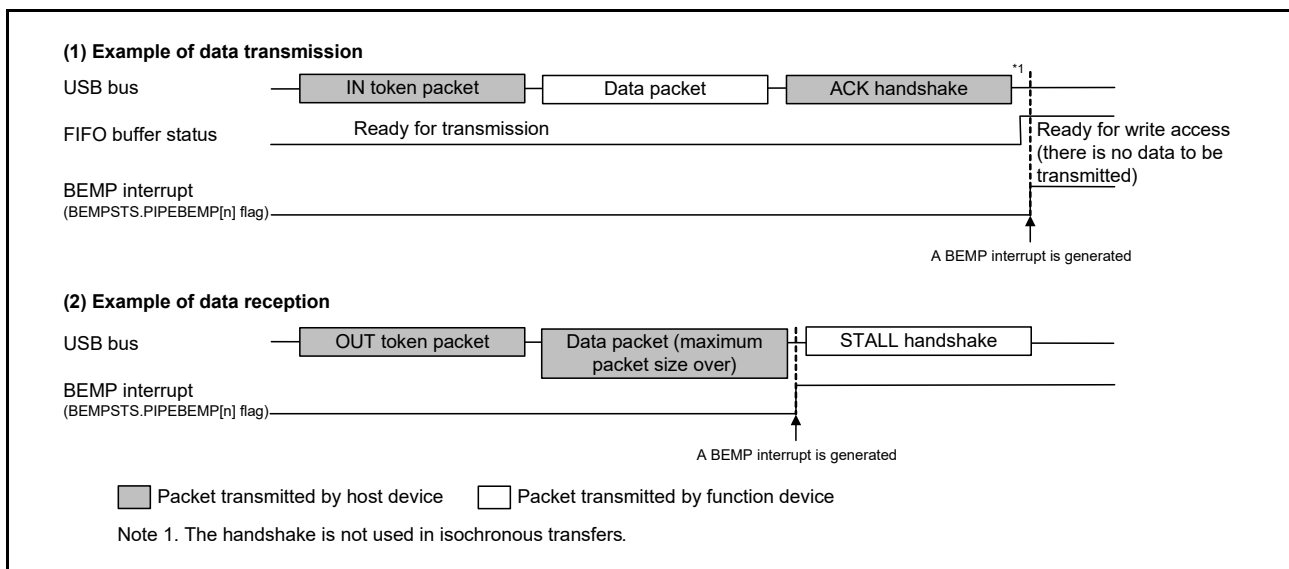 (1) Example of data transmission
USB bus
IN token packet
Data packet
ACK handshake
*1
FIFO buffer status
Ready for transmission
Ready for write access
(there is no data to be
transmitted)
BEMP interrupt
(BEMPSTS.PIPEBEMP[n] flag)
A BEMP interrupt is generated
(2) Example of data reception
USB bus
OUT token packet
Data packet (maximum
packet size over)
STALL handshake
BEMP interrupt
(BEMPSTS.PIPEBEMP[n] flag)
A BEMP interrupt is generated
Packet transmitted by host device
Packet transmitted by function device
Note 1. The handshake is not used in isochronous transfers.